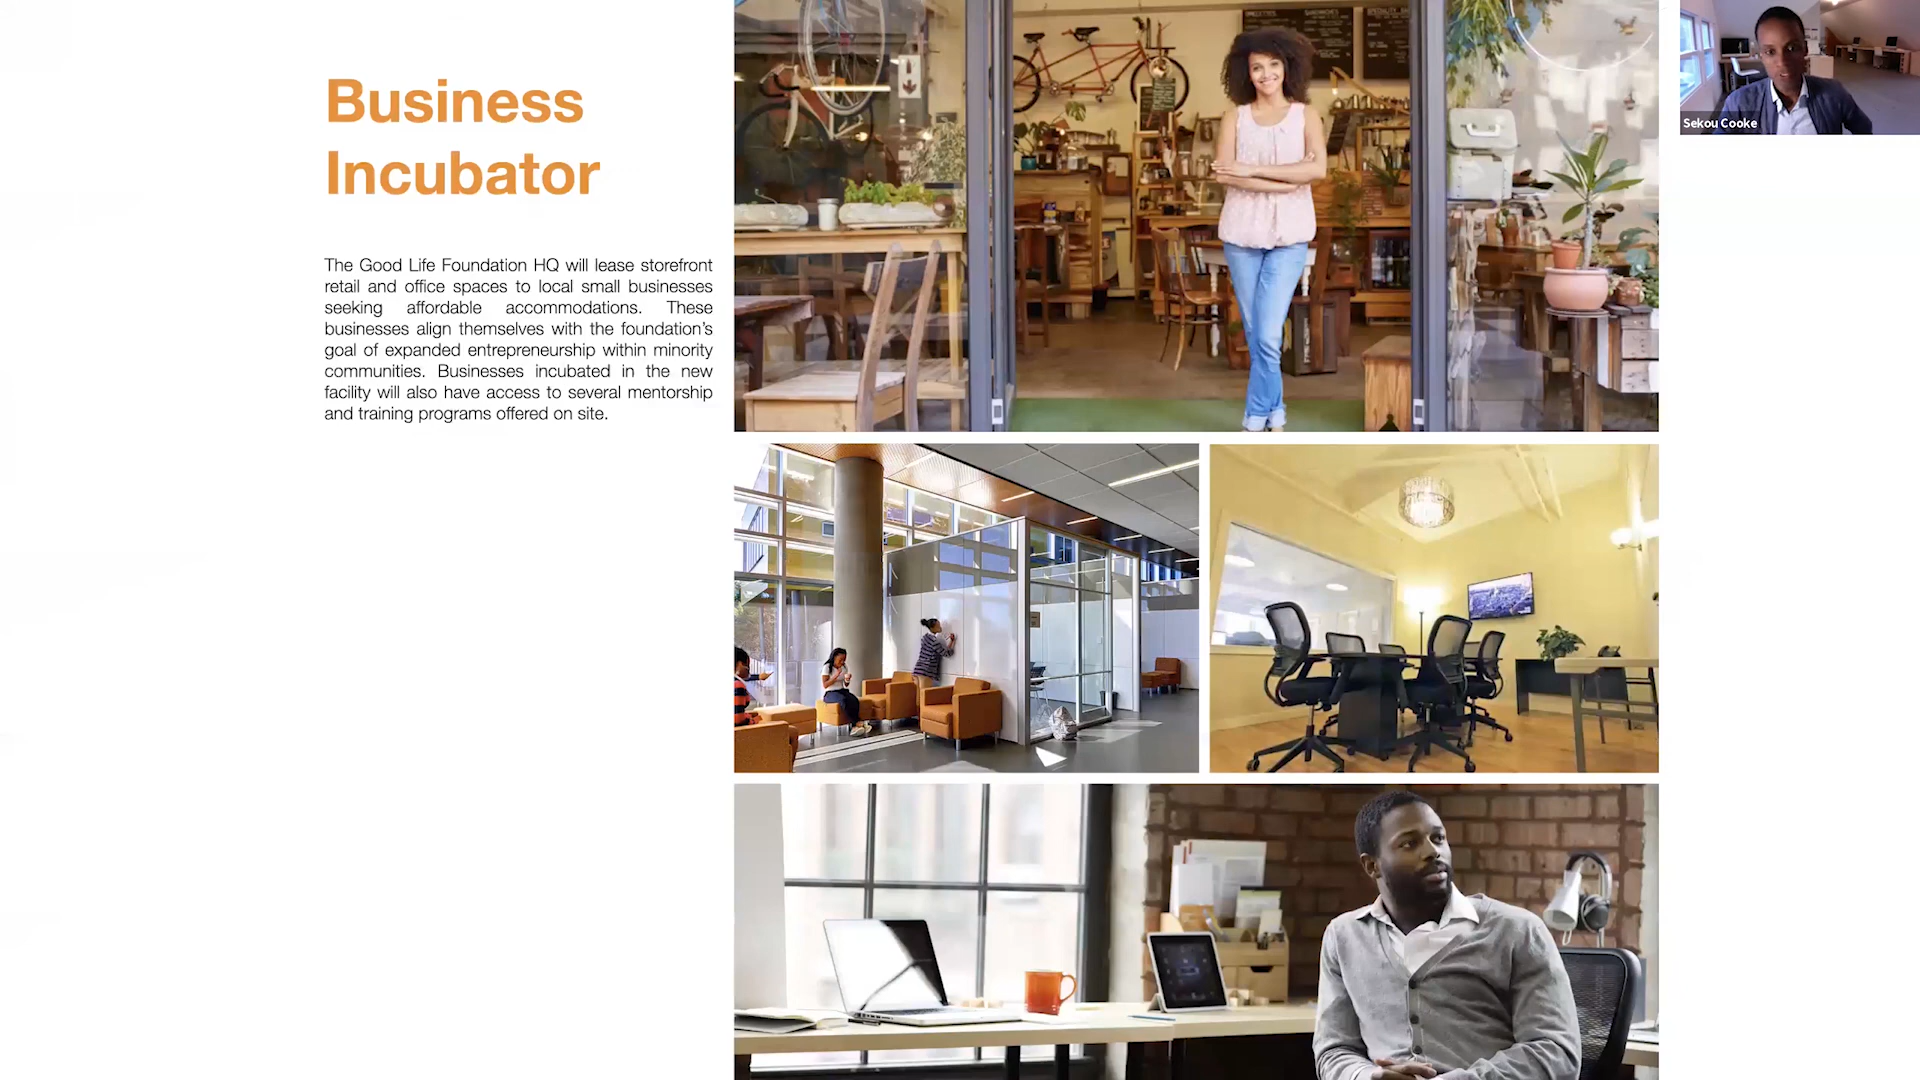 Business
Incubator
The Good Life Foundation HQ will lease storefront
retail and office spaces to local small businesses
seeking affordable accommodations. These
businesses align themselves with the foundation’s
goal of expanded entrepreneurship within minority
communities. Businesses incubated in the new
facility will also have access to several mentorship
and training programs offered on site.
Sekou Cooke